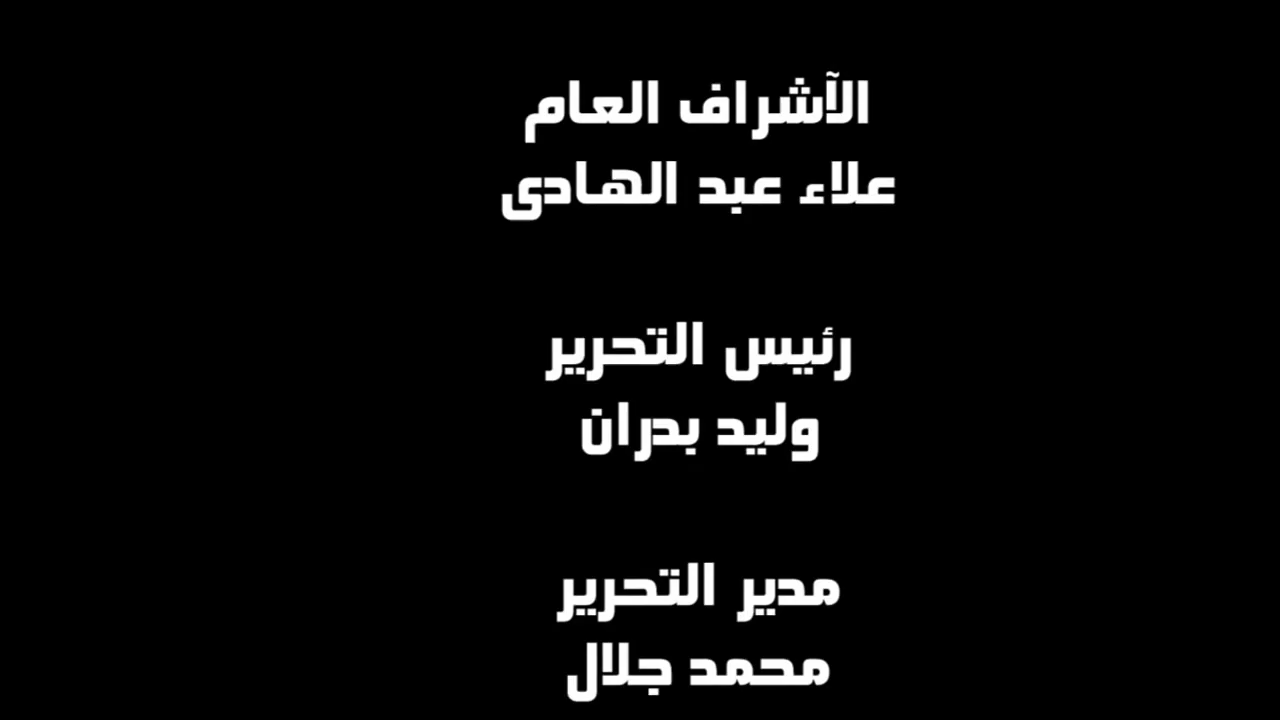 الآشراف العام
علاء عبد الهادى
رئيس التحرير
وليد بدران
مدير التحرير
محمد جلال